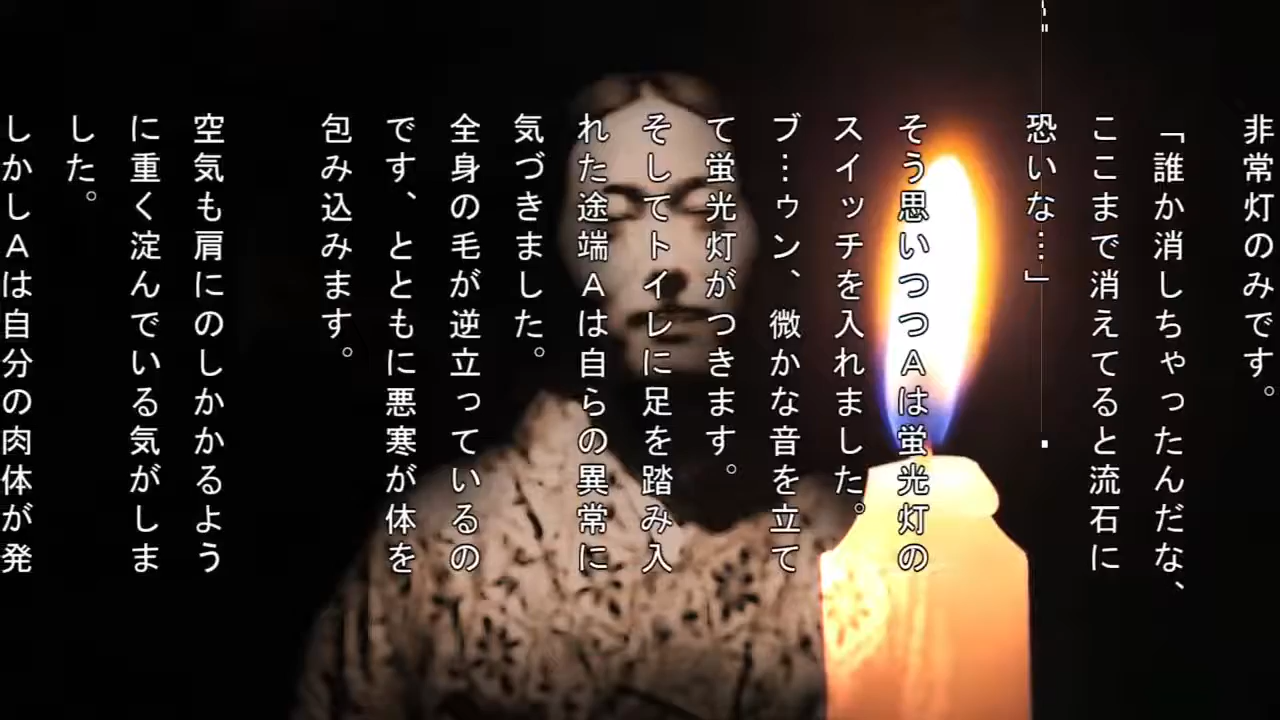 非常灯のみです。
「誰か消しちゃったんだな、
ここまで消えてると流石に
恐いな…」
そう思いつつＡは蛍光灯の
スイッチを入れました。
ブ…ゥン、微かな音を立て
て蛍光灯がつきます。
そしてトイレに足を踏み入
れた途端Ａは自らの異常に
気づきました。
全身の毛が逆立っているの
です、とともに悪寒が体を
包み込みます。
空気も肩にのしかかるよう
に重く淀んでいる気がしま
した。
しかしＡは自分の肉体が発